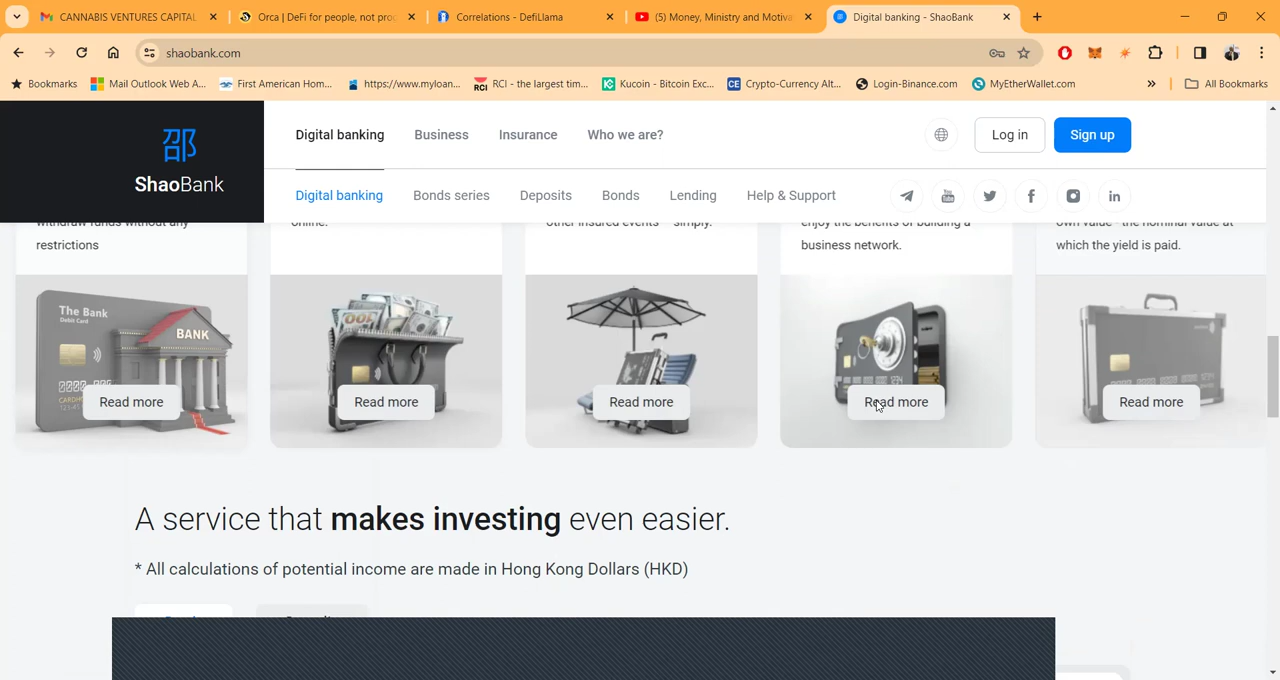 CANNABIS VENTURES CAPITAL
Orca | DeFi for people, not pro
Correlations - DefiLlama
(5) Money, Ministry and Motiva
Digital banking - ShaoBank
shaobank.com
Bookmarks
Mail Outlook Web A...
First American Hom...
https://www.myloan...
RCI - the largest tim...
Kucoin - Bitcoin Exc...
Crypto-Currency Alt...
Login-Binance.com
MyEtherWallet.com
»
All Bookmarks
邵
ShaoBank
Digital banking
Business
Insurance
Who we are?
Log in
Sign up
Digital banking
Bonds series
Deposits
Bonds
Lending
Help & Support
withdraw funds without any
restrictions
online.
other insured events - simply.
enjoy the benefits of building a
business network.
own value - the nominal value at
which the yield is paid.
The Bank
Debit Card
BANK
100
Read more
Read more
Read more
Read more
Read more
A service that makes investing even easier.
* All calculations of potential income are made in Hong Kong Dollars (HKD)